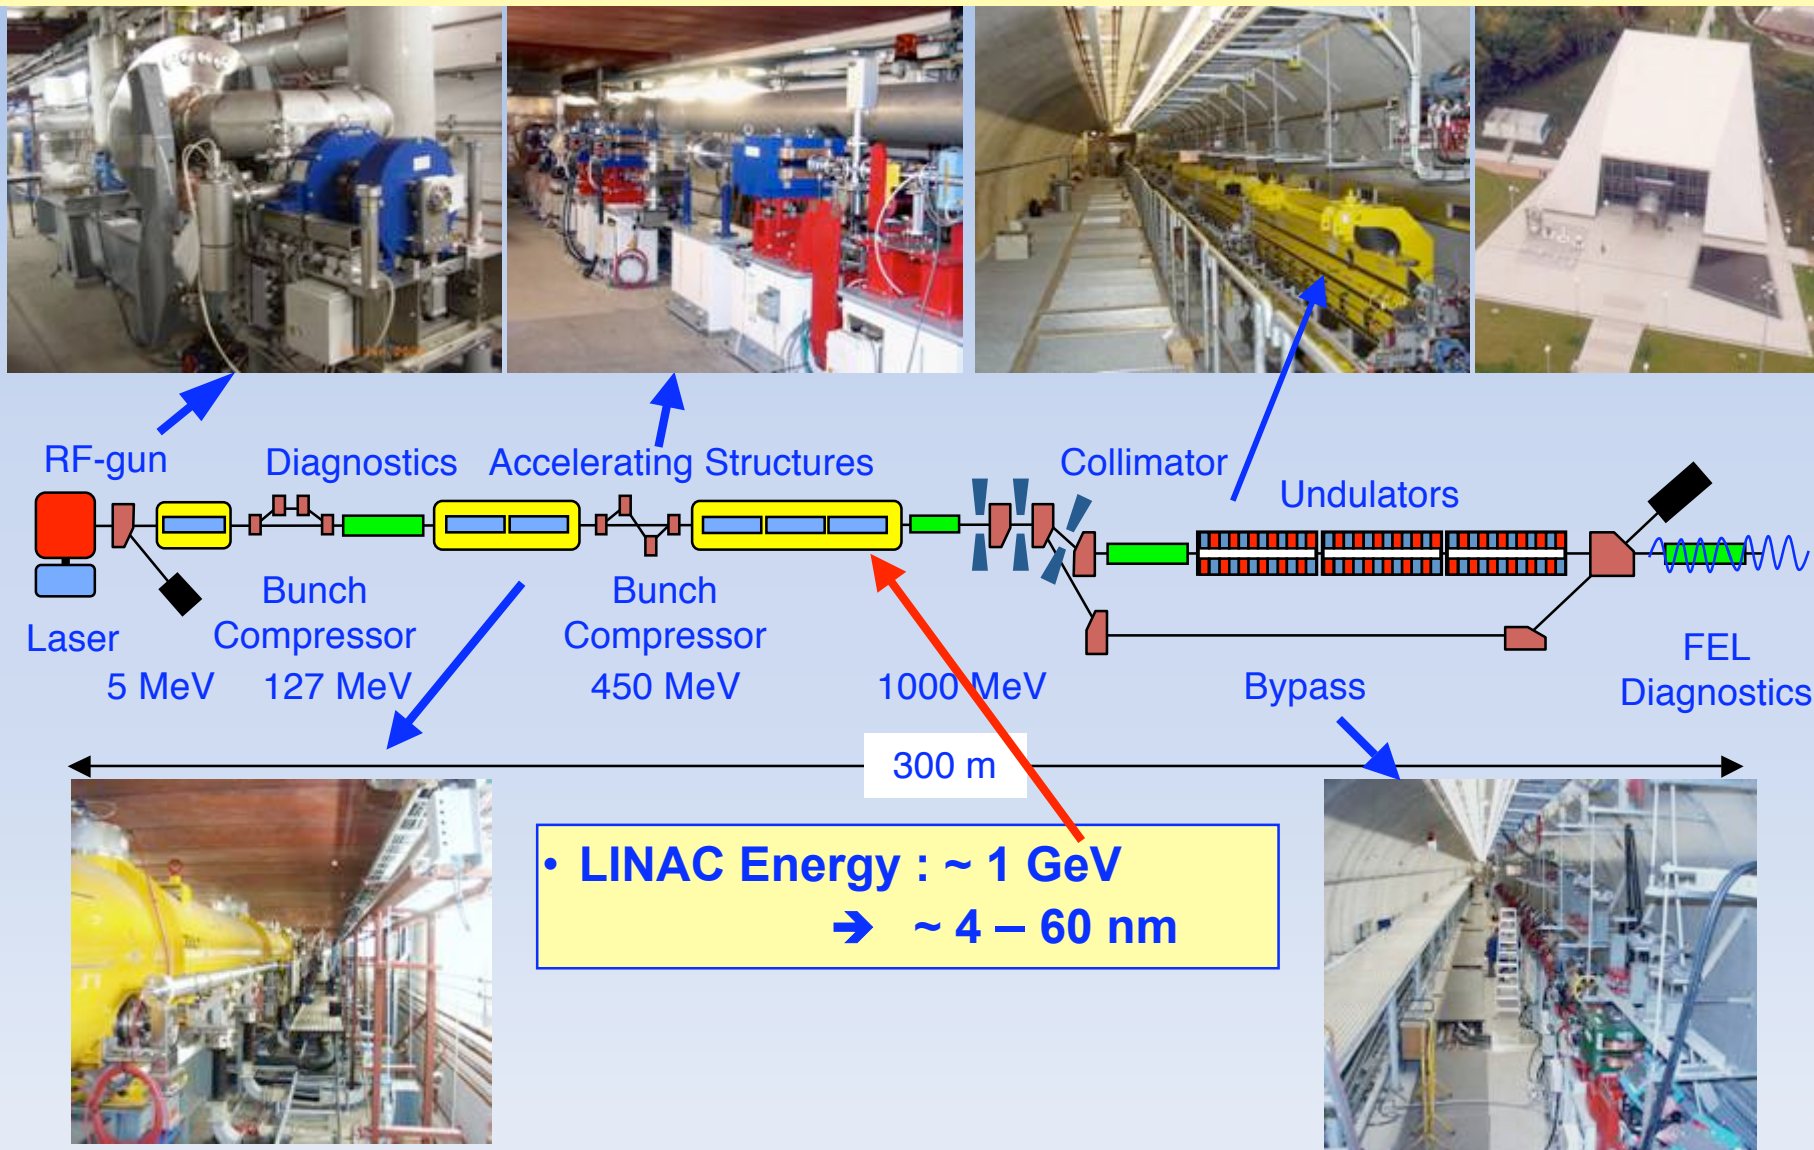 RF-gun
Diagnostics
Accelerating Structures
Collimator
Undulators
Laser
Bunch
Compressor
Bunch
Compressor
5 MeV
127 MeV
450 MeV
1000 MeV
Bypass
FEL
Diagnostics
300 m
• LINAC Energy : ~ 1 GeV
➔ ~ 4 – 60 nm